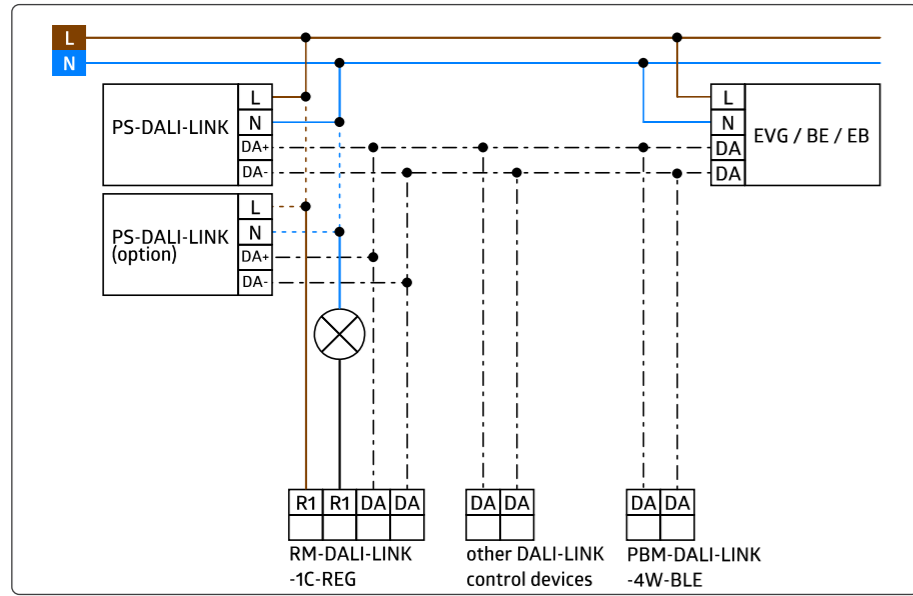 L
N
PS-DALI-LINK
L
N
DA+
DA-
EVG / BE / EB
L
N
DA
DA
PS-DALI-LINK
(option)
L
N
DA+
DA-
R1 R1 DA DA
DA DA
DA DA
RM-DALI-LINK
-1C-REG
other DALI-LINK
control devices
PBM-DALI-LINK
-4W-BLE